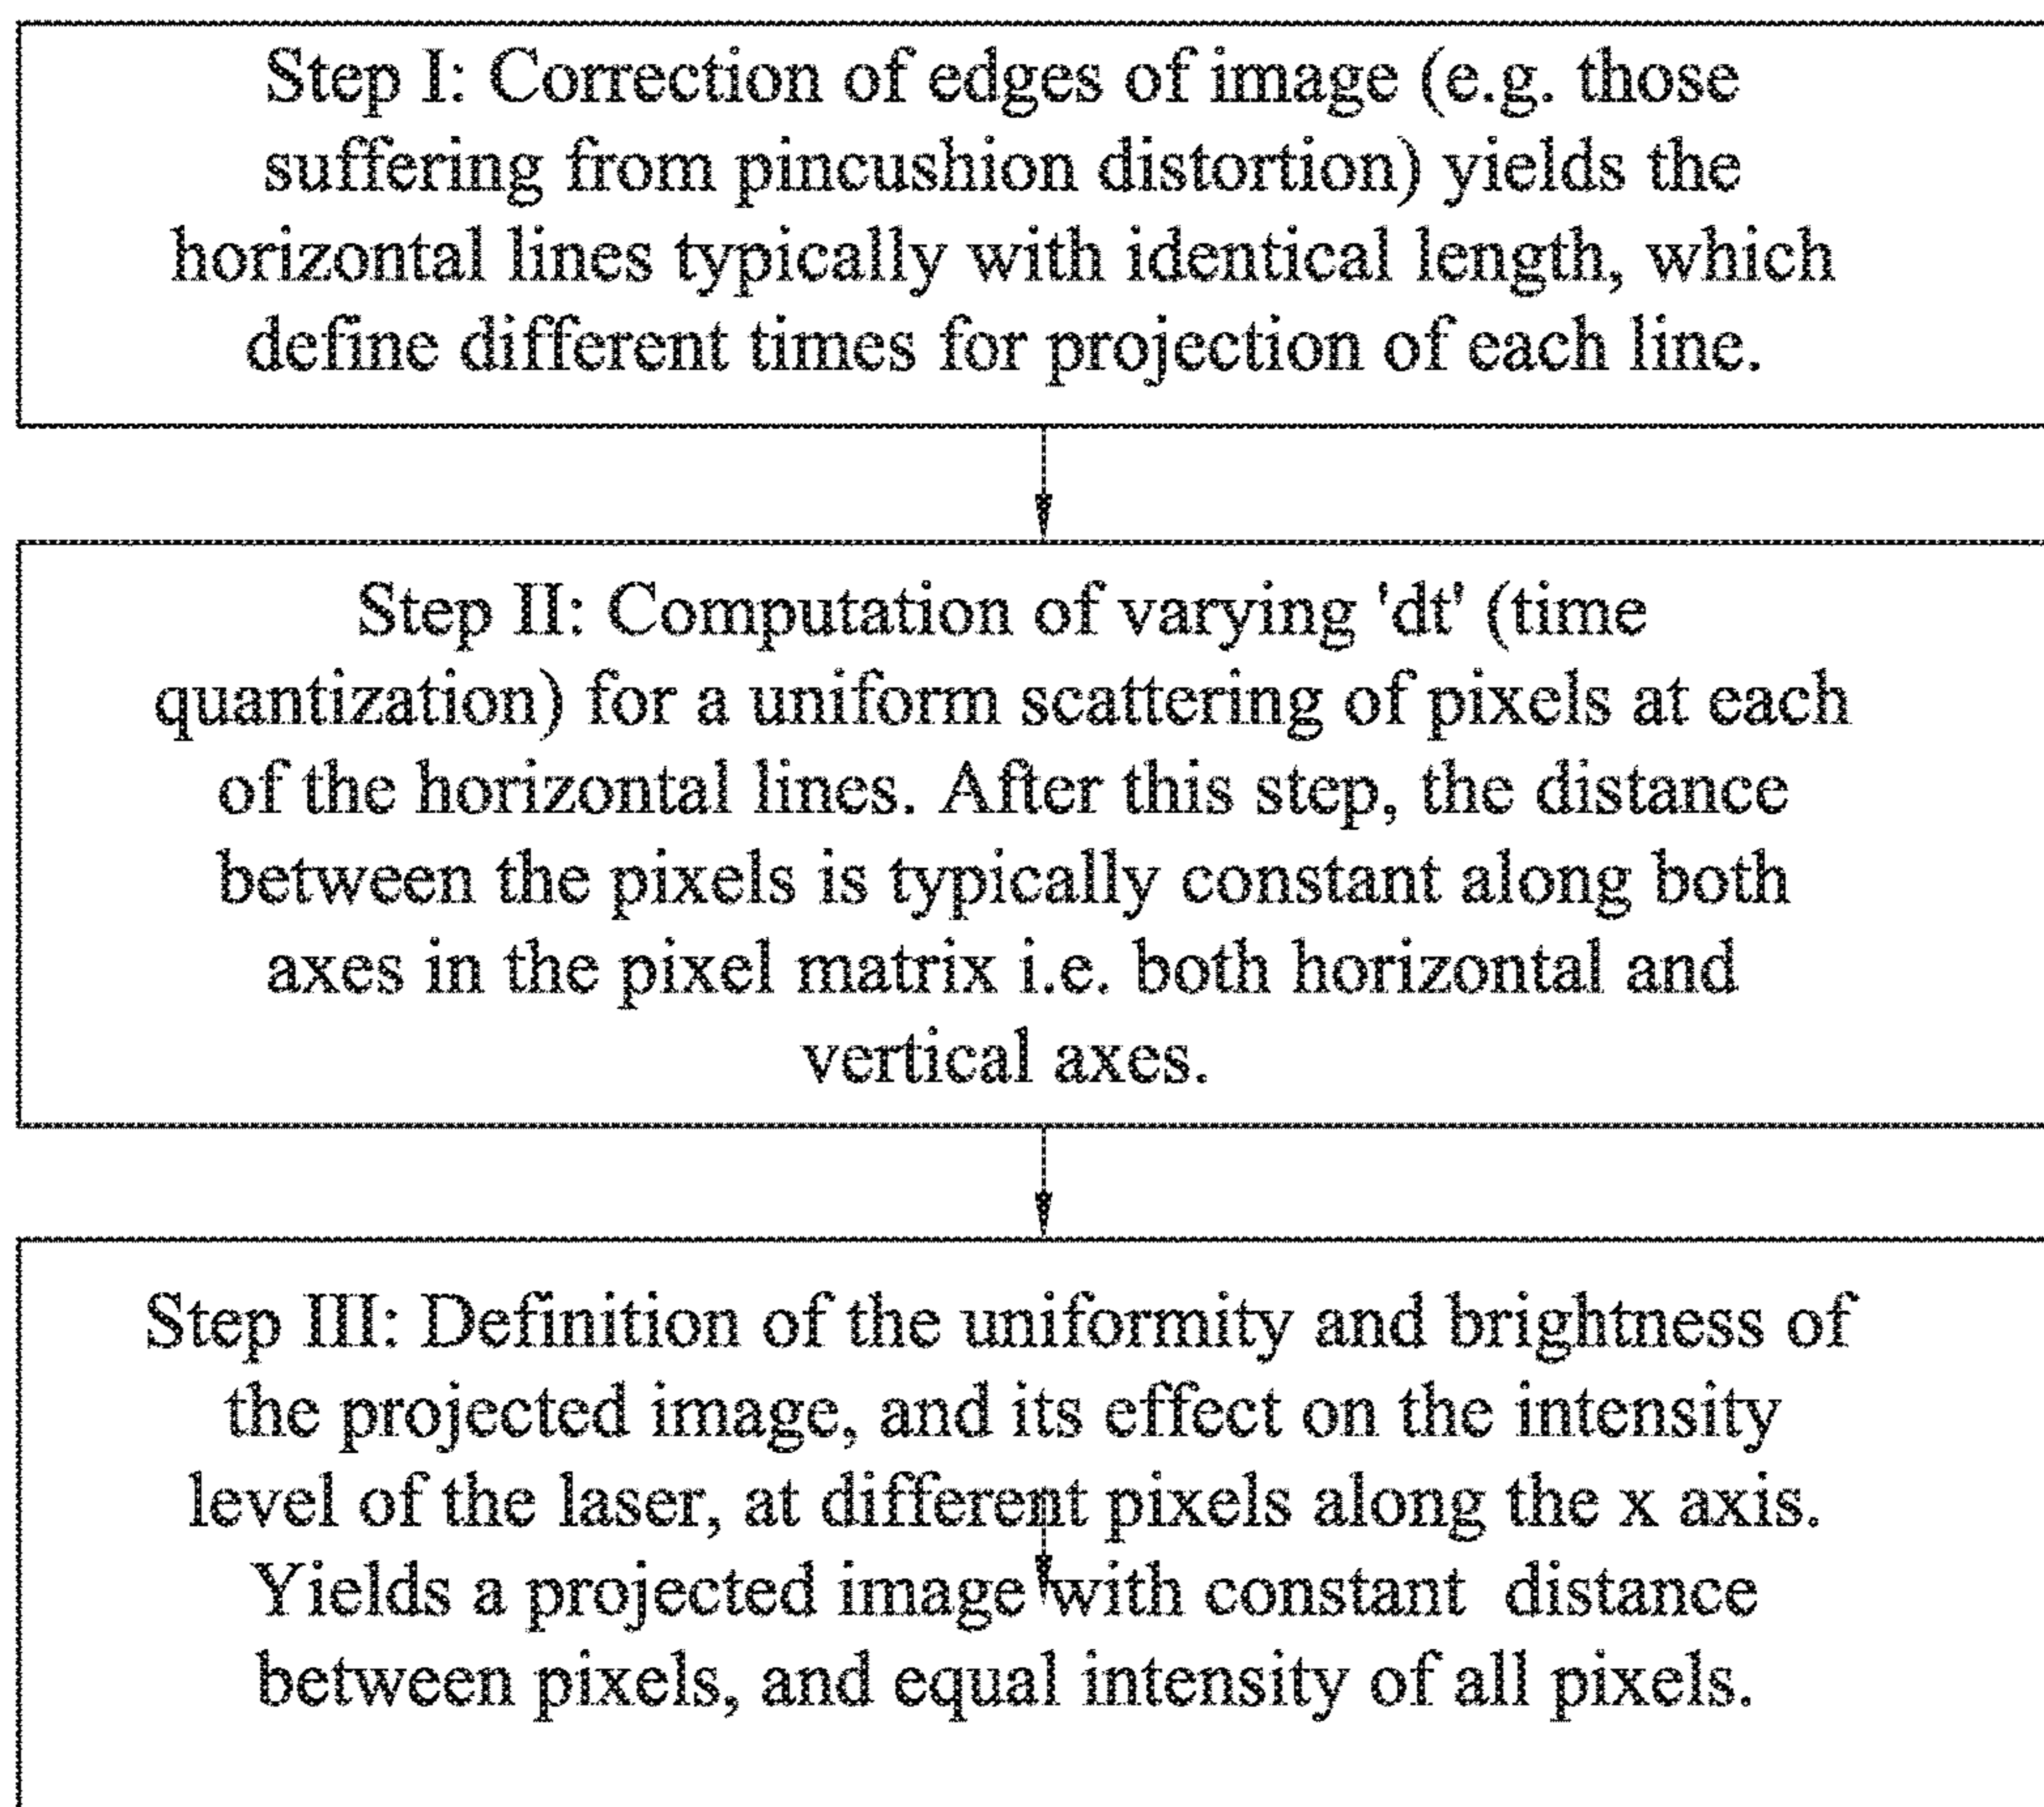 Step I: Correction of edges of image (e.g. those
suffering from pincushion distortion) yields the
horizontal lines typically with identical length, which
define different times for projection of each line.
Step II: Computation of varying 'dt' (time
quantization) for a uniform scattering of pixels at each
of the horizontal lines. After this step, the distance
between the pixels is typically constant along both
axes in the pixel matrix i.e. both horizontal and
vertical axes.
Step III: Definition of the uniformity and brightness of
the projected image, and its effect on the intensity
level of the laser, at different pixels along the x axis.
Yields a projected image with constant distance
between pixels, and equal intensity of all pixels.